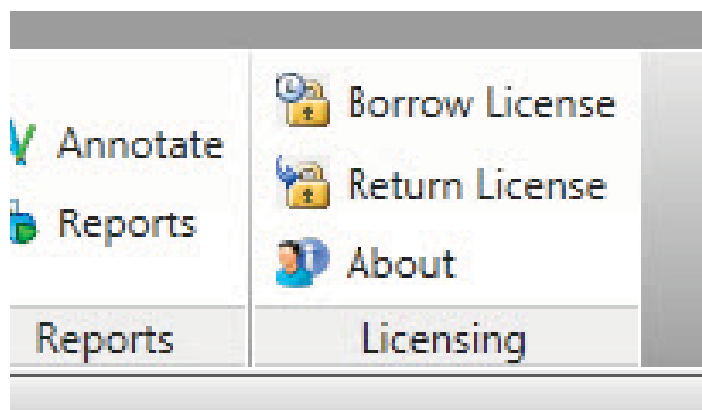 Annotate
Reports
Reports
Borrow License
Return License
About
Licensing